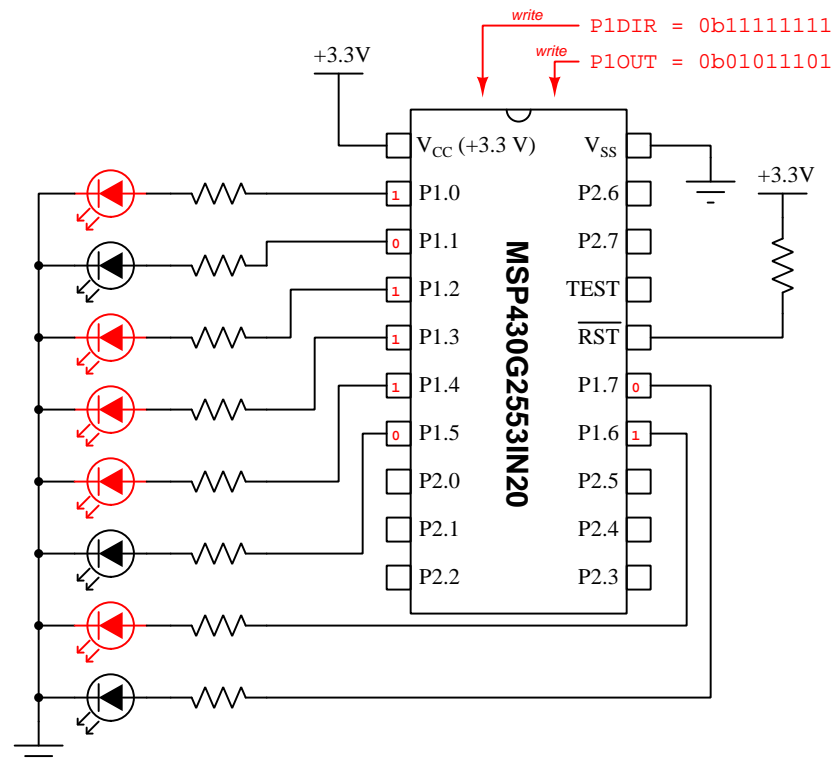 write P1DIR = 0b11111111
write P1OUT = 0b01011101
+3.3V
VCC (+3.3 V) VSS
+3.3V
1 P1.0 P2.6
0 P1.1 P2.7
1 P1.2 TEST
1 P1.3 RST
1 P1.4 P1.7 0
0 P1.5 P1.6 1
P2.0 P2.5
P2.1 P2.4
P2.2 P2.3
MSP430G2553IN20